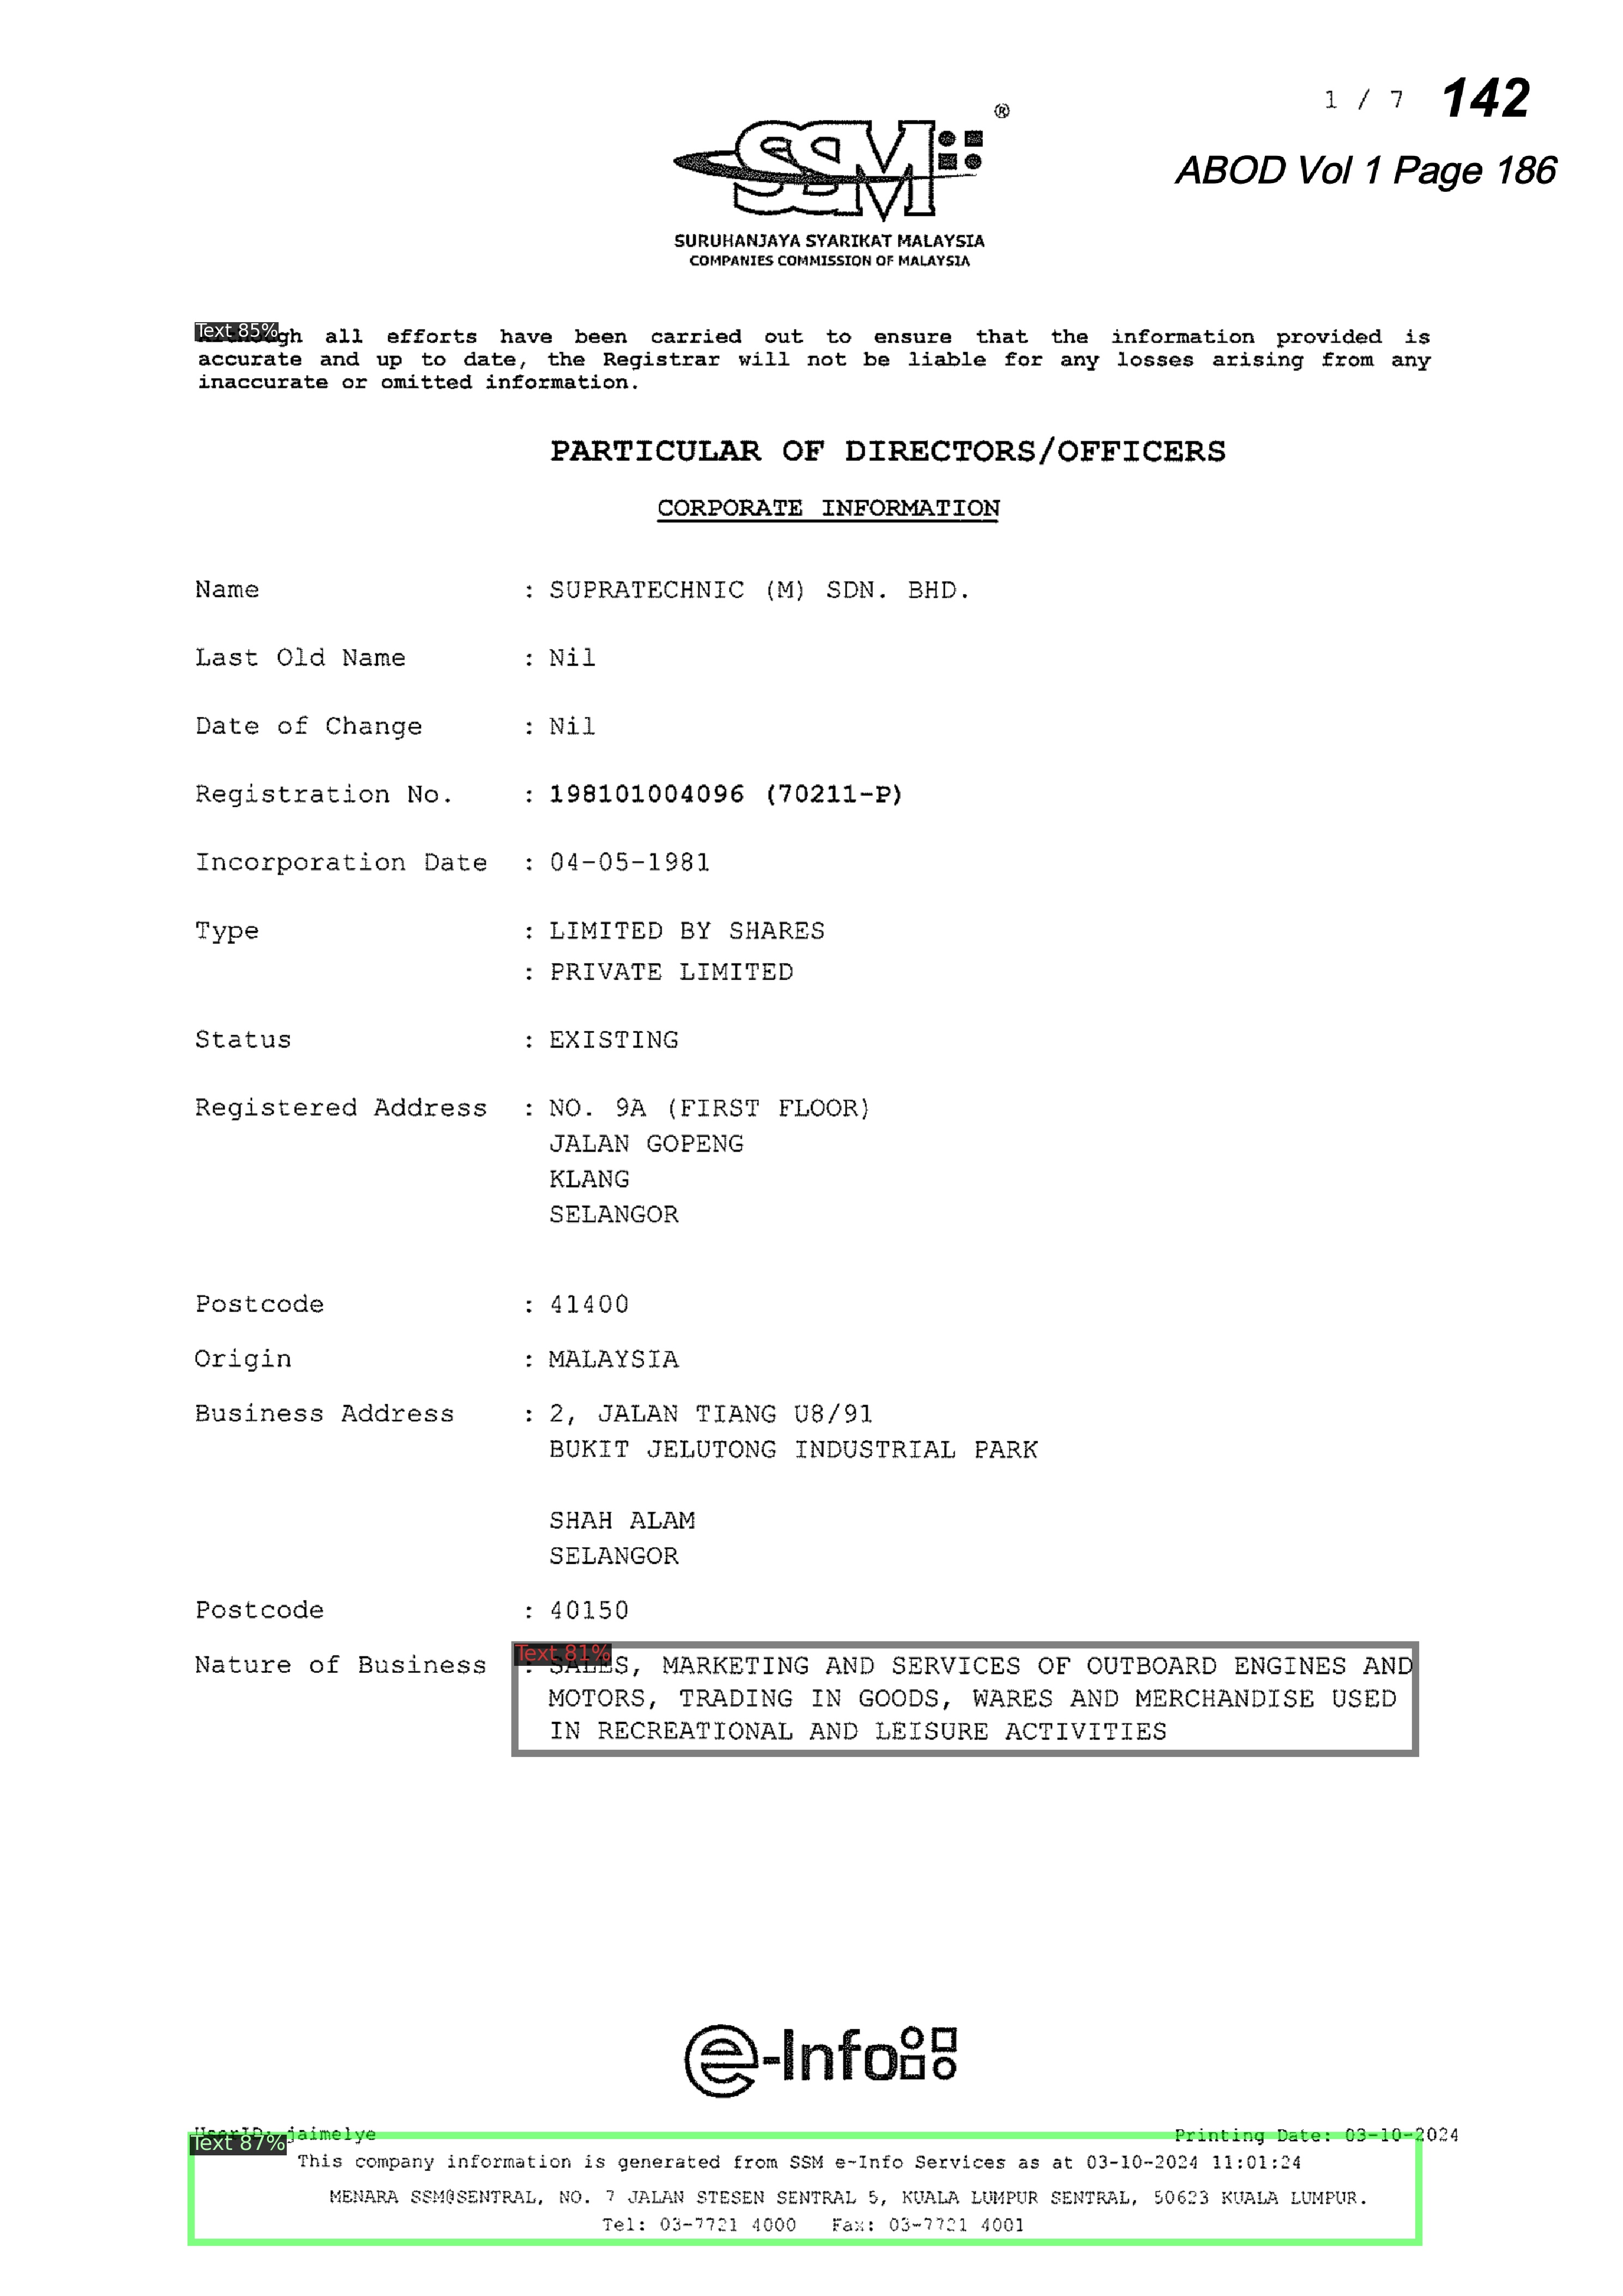 1 / 7 142
ABOD Vol 1 Page 186
SSM
®
SURUHANJAYA SYARIKAT MALAYSIA
COMPANIES COMMISSION OF MALAYSIA
Text 85%
gh all efforts have been carried out to ensure that the information provided is
accurate and up to date, the Registrar will not be liable for any losses arising from any
inaccurate or omitted information.
PARTICULAR OF DIRECTORS/OFFICERS
CORPORATE INFORMATION
Name : SUPRATECHNIC (M) SDN. BHD.
Last Old Name : Nil
Date of Change : Nil
Registration No. : 198101004096 (70211-P)
Incorporation Date : 04-05-1981
Type : LIMITED BY SHARES
: PRIVATE LIMITED
Status : EXISTING
Registered Address : NO. 9A (FIRST FLOOR)
JALAN GOPENG
KLANG
SELANGOR
Postcode : 41400
Origin : MALAYSIA
Business Address : 2, JALAN TIANG U8/91
BUKIT JELUTONG INDUSTRIAL PARK
SHAH ALAM
SELANGOR
Postcode : 40150
Text 81%
Nature of Business : SALES, MARKETING AND SERVICES OF OUTBOARD ENGINES AND
MOTORS, TRADING IN GOODS, WARES AND MERCHANDISE USED
IN RECREATIONAL AND LEISURE ACTIVITIES
e-Info
UserID: jaimelye Printing Date: 03-10-2024
Text 87%
This company information is generated from SSM e-Info Services as at 03-10-2024 11:01:24
MENARA SSM@SENTRAL, NO. 7 JALAN STESEN SENTRAL 5, KUALA LUMPUR SENTRAL, 50623 KUALA LUMPUR.
Tel: 03-7721 4000 Fax: 03-7721 4001